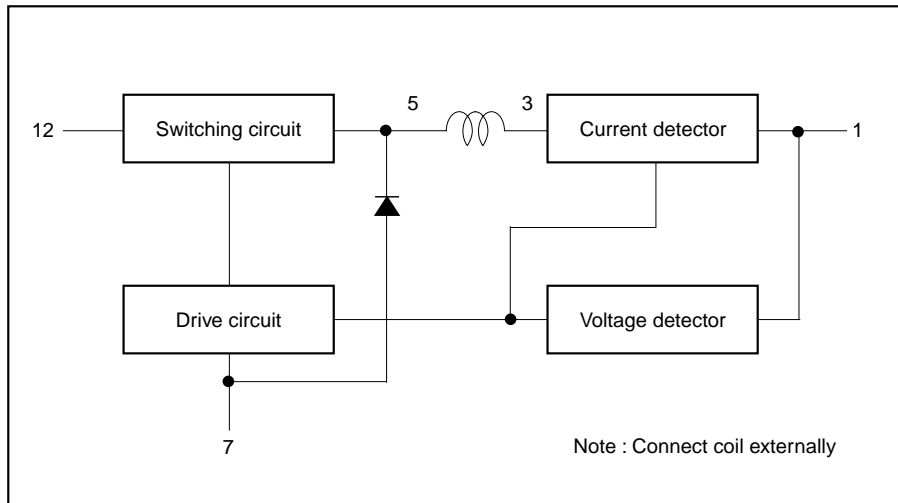 5
3
12
Switching circuit
Current detector
1
Drive circuit
Voltage detector
7
Note : Connect coil externally